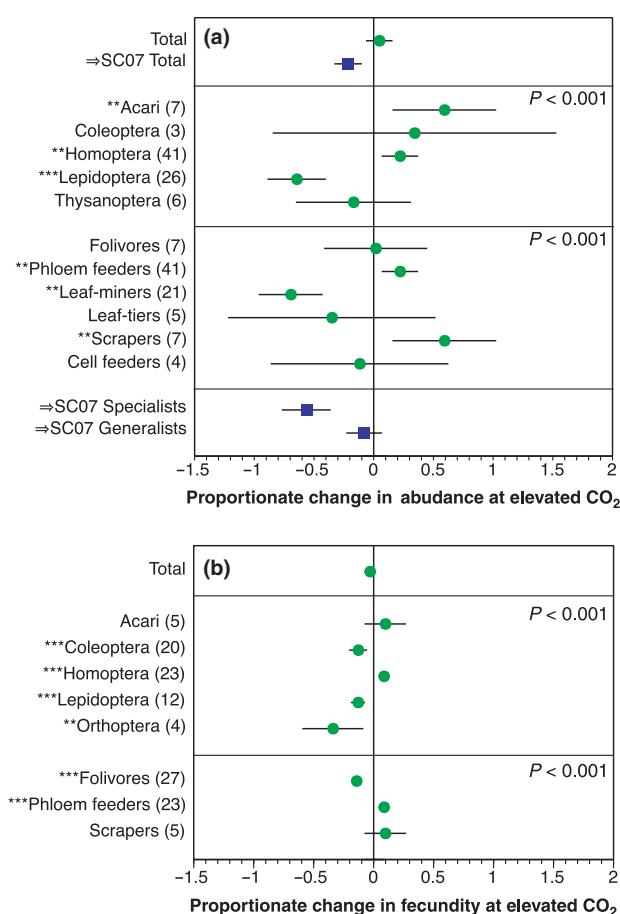 (a)
Total
⇒SC07 Total
P < 0.001
**Acari (7)
Coleoptera (3)
**Homoptera (41)
***Lepidoptera (26)
Thysanoptera (6)
P < 0.001
Folivores (7)
**Phloem feeders (41)
**Leaf-miners (21)
Leaf-tiers (5)
**Scrapers (7)
Cell feeders (4)
⇒SC07 Specialists
⇒SC07 Generalists
−1.5 −1 −0.5 0 0.5 1 1.5 2
Proportionate change in abudance at elevated CO₂
(b)
Total
P < 0.001
Acari (5)
***Coleoptera (20)
***Homoptera (23)
***Lepidoptera (12)
**Orthoptera (4)
P < 0.001
***Folivores (27)
***Phloem feeders (23)
Scrapers (5)
−1.5 −1 −0.5 0 0.5 1 1.5 2
Proportionate change in fecundity at elevated CO₂